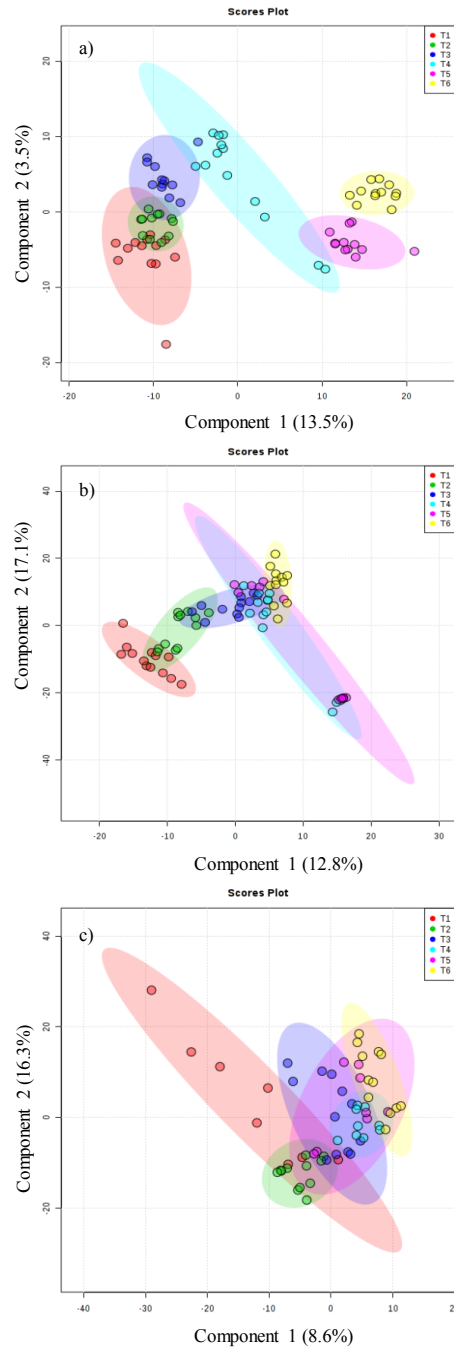 Scores Plot
a)
T1
T2
T3
T4
T5
T6
20
10
0
-10
-20
-20
-10
0
10
20
Component 2 (3.5%)
Component 1 (13.5%)
Scores Plot
b)
T1
T2
T3
T4
T5
T6
40
20
0
-20
-40
-20
-10
0
10
20
30
Component 2 (17.1%)
Component 1 (12.8%)
Scores Plot
c)
T1
T2
T3
T4
T5
T6
40
20
0
-20
-40
-30
-20
-10
0
10
Component 2 (16.3%)
Component 1 (8.6%)